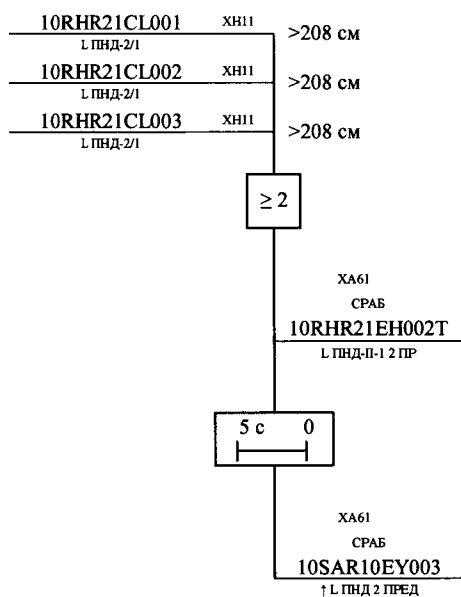 10RHR21CL001 XH11 >208 см
L ПНД-2/1
10RHR21CL002 XH11 >208 см
L ПНД-2/1
10RHR21CL003 XH11 >208 см
L ПНД-2/1
≥ 2
XA61
СРАБ
10RHR21EH002T
L ПНД-II-1 2 ПР
5 с 0
XA61
СРАБ
10SAR10EY003
↑ L ПНД 2 ПРЕД